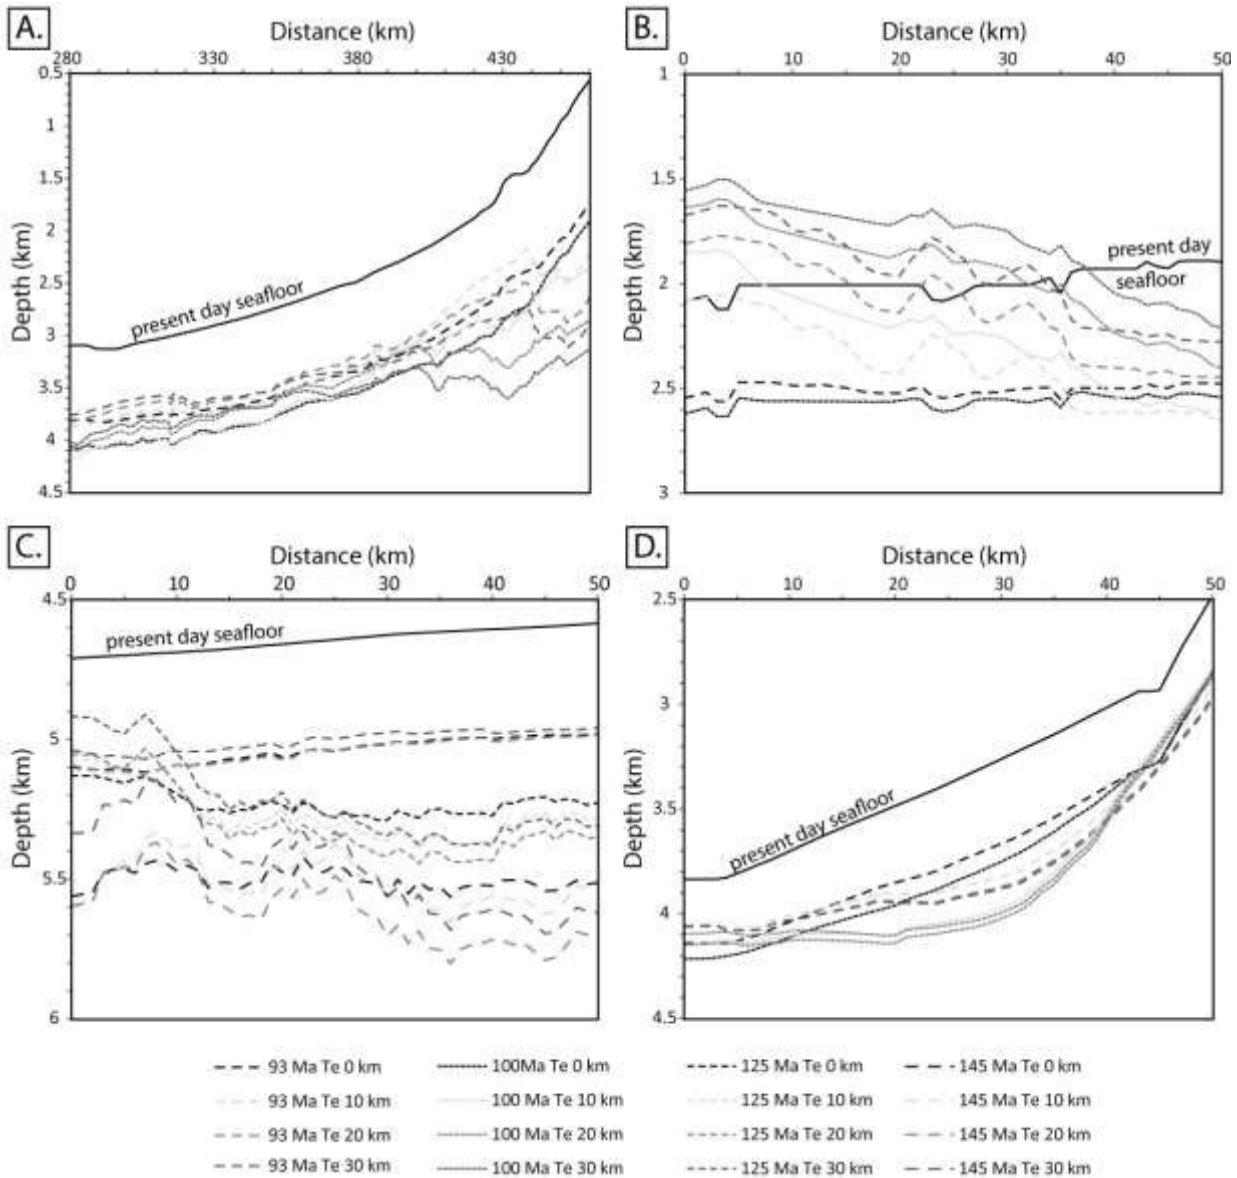 A.
Distance (km)
280 330 380 430
0.5
1
1.5
2
2.5
3
3.5
4
4.5
Depth (km)
present day seafloor
B.
Distance (km)
0 10 20 30 40 50
1
1.5
2
2.5
3
Depth (km)
present day
seafloor
C.
Distance (km)
0 10 20 30 40 50
4.5
5
5.5
6
Depth (km)
present day seafloor
D.
Distance (km)
0 10 20 30 40 50
2.5
3
3.5
4
4.5
Depth (km)
present day seafloor
93 Ma Te 0 km 100Ma Te 0 km 125 Ma Te 0 km 145 Ma Te 0 km
93 Ma Te 10 km 100 Ma Te 10 km 125 Ma Te 10 km 145 Ma Te 10 km
93 Ma Te 20 km 100 Ma Te 20 km 125 Ma Te 20 km 145 Ma Te 20 km
93 Ma Te 30 km 100 Ma Te 30 km 125 Ma Te 30 km 145 Ma Te 30 km